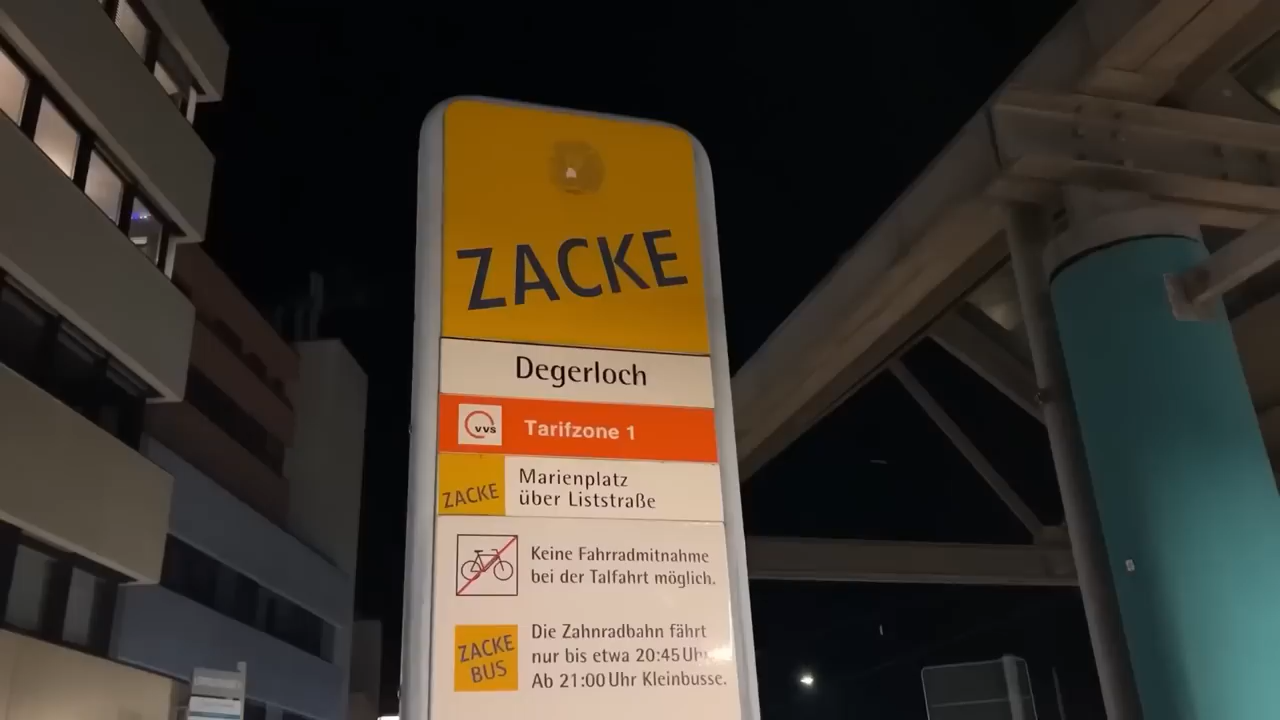 ZACKE
Degerloch
VVS
Tarifzone 1
ZACKE
Marienplatz
über Liststraße
Keine Fahrradmitnahme
bei der Talfahrt möglich.
ZACKE
BUS
Die Zahnradbahn fährt
nur bis etwa 20:45 Uhr
Ab 21:00 Uhr Kleinbusse.